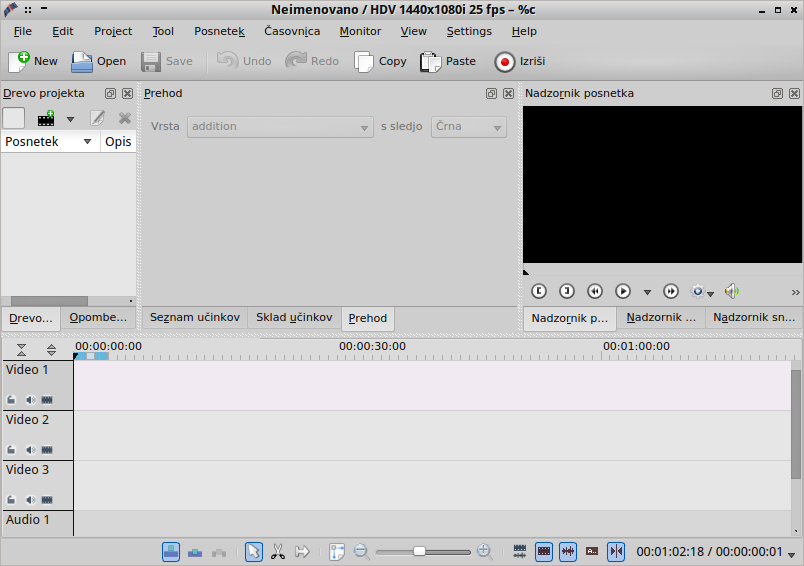 Neimenovano / HDV 1440x1080i 25 fps – %c
File Edit Project Tool Posnetek Časovnica Monitor View Settings Help
New Open Save Undo Redo Copy Paste Izriši
Drevo projekta Prehod Nadzornik posnetka
Vrsta addition s sledjo Črna
Posnetek Opis
Drevo... Opombe... Seznam učinkov Sklad učinkov Prehod Nadzornik p... Nadzornik ... Nadzornik sn...
00:00:00:00 00:00:30:00 00:01:00:00
Video 1
Video 2
Video 3
Audio 1
00:01:02:18 / 00:00:00:01